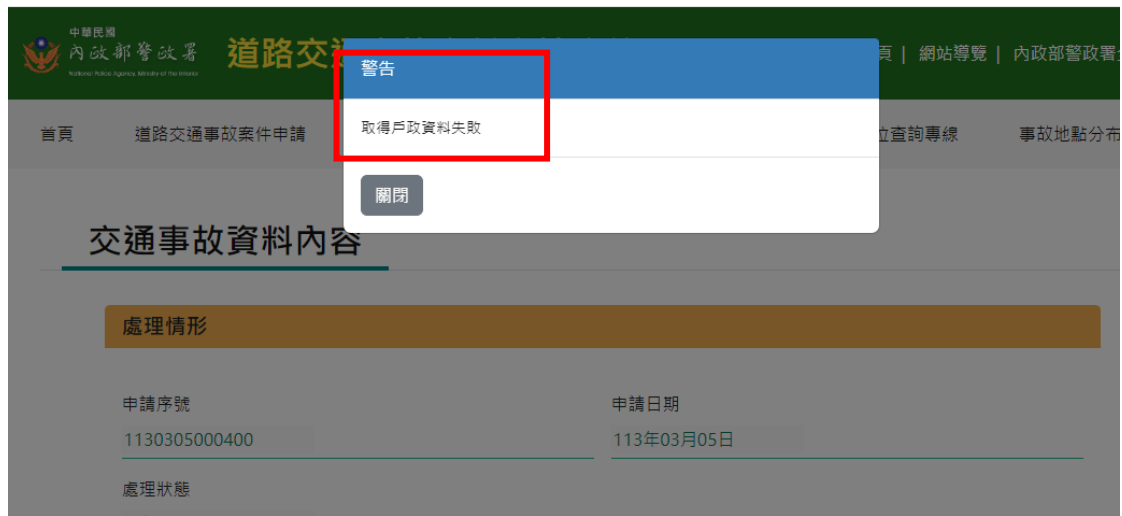 中華民國
內政部警政署
National Police Agency, Ministry of the Interior
道路交
頁 | 網站導覽 | 內政部警政署
警告
取得戶政資料失敗
關閉
首頁 道路交通事故案件申請 位查詢專線 事故地點分布
交通事故資料內容
處理情形
申請序號 申請日期
1130305000400 113年03月05日
處理狀態